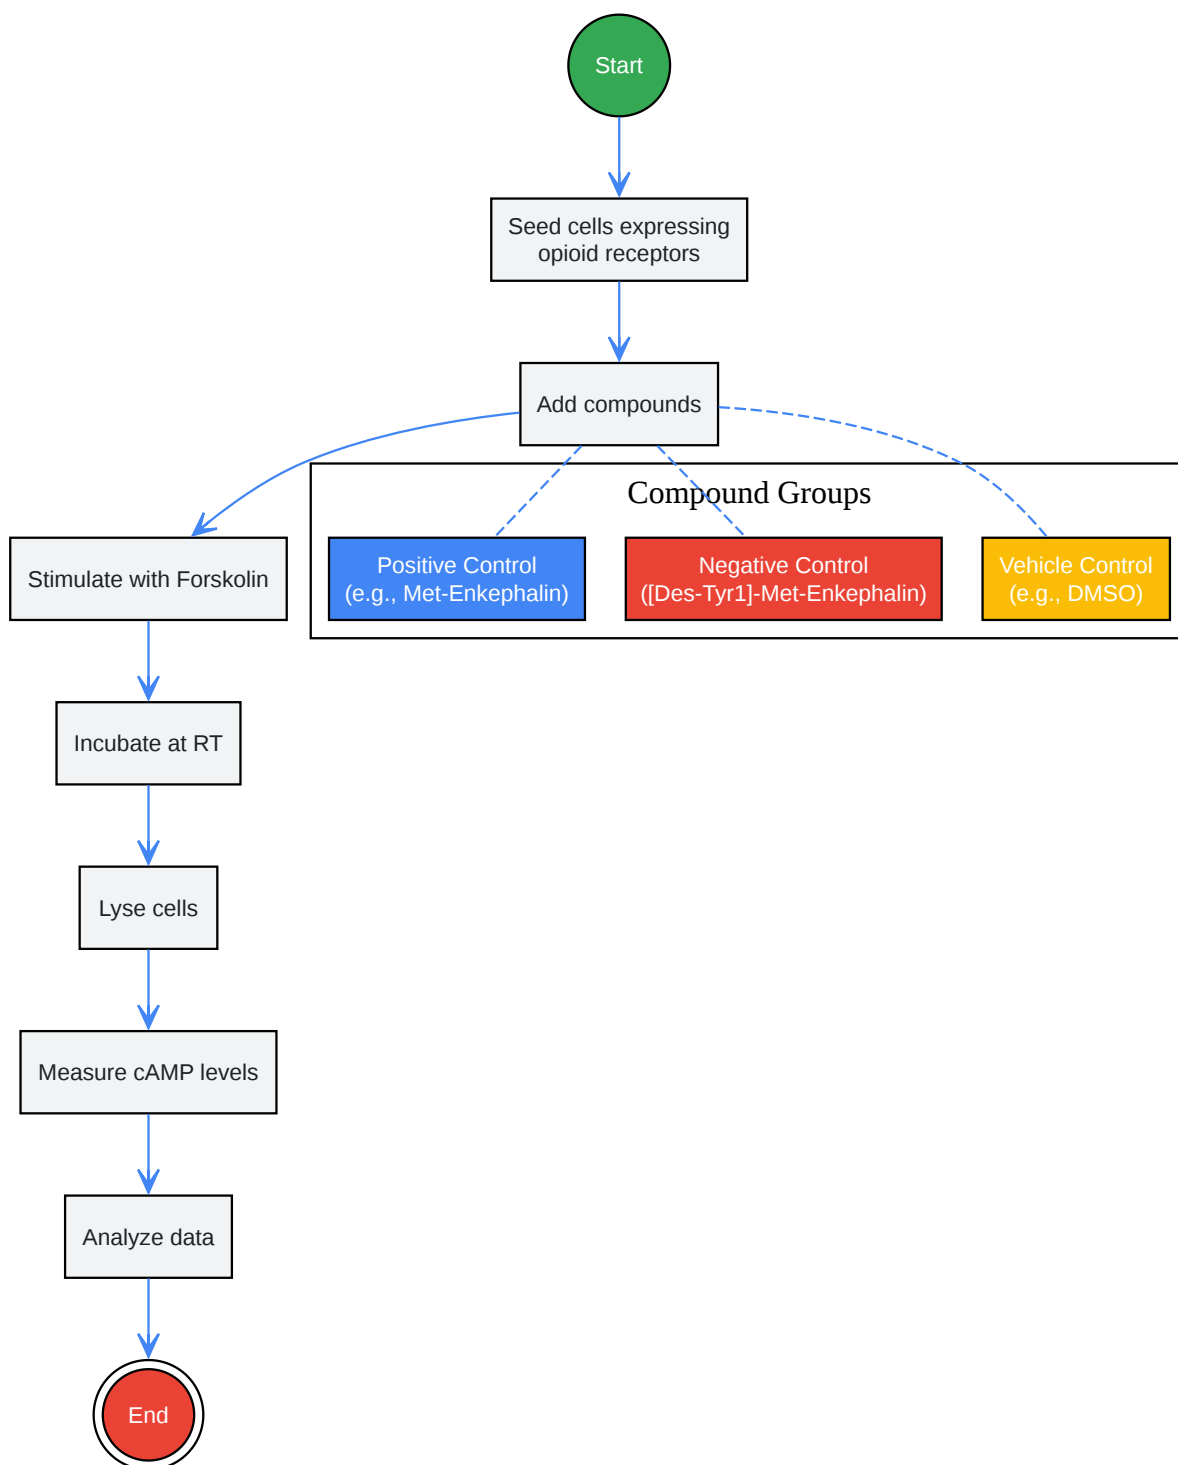 Start
Seed cells expressing
opioid receptors
Add compounds
Compound Groups
Stimulate with Forskolin
Positive Control
(e.g., Met-Enkephalin)
Negative Control
([Des-Tyr1]-Met-Enkephalin)
Vehicle Control
(e.g., DMSO)
Incubate at RT
Lyse cells
Measure cAMP levels
Analyze data
End